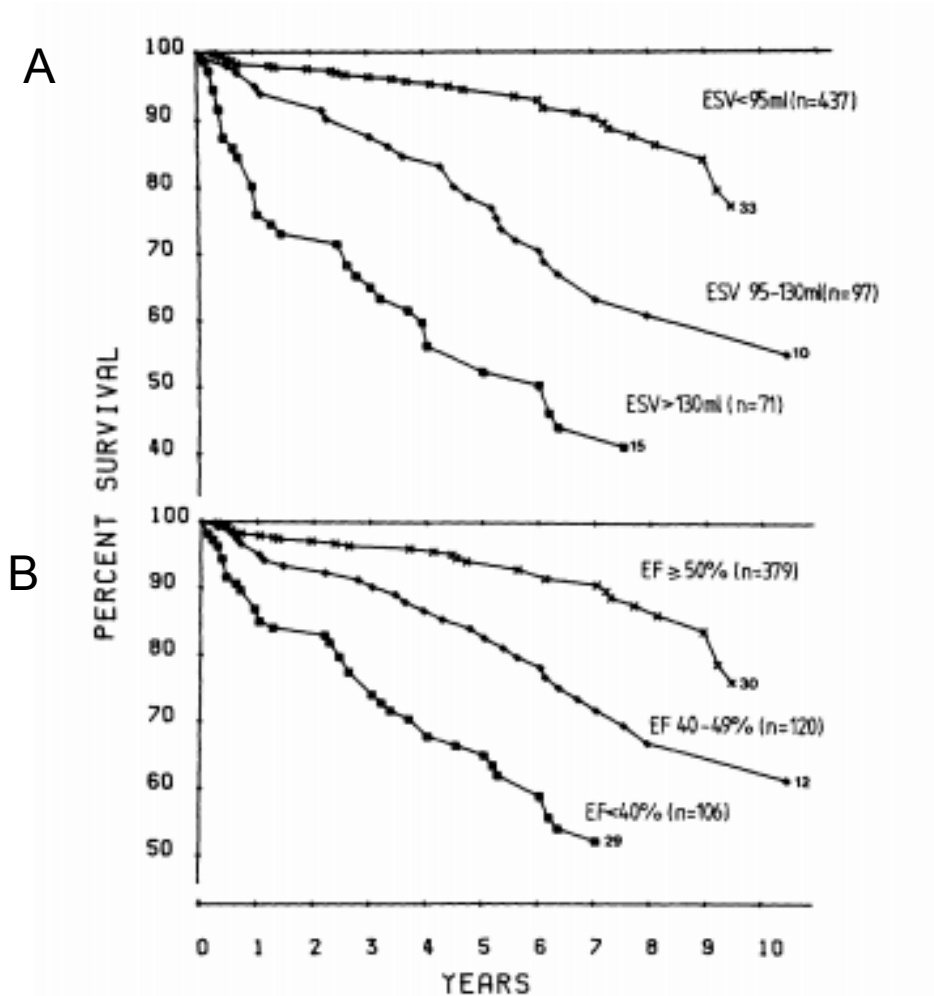 A
PERCENT SURVIVAL
100
90
80
70
60
50
40
ESV<95ml(n=437)
33
ESV 95-130ml(n=97)
10
ESV>130ml (n=71)
15
B
100
90
80
70
60
50
EF ≥ 50% (n=379)
30
EF 40-49% (n=120)
12
EF<40% (n=106)
29
0 1 2 3 4 5 6 7 8 9 10
YEARS